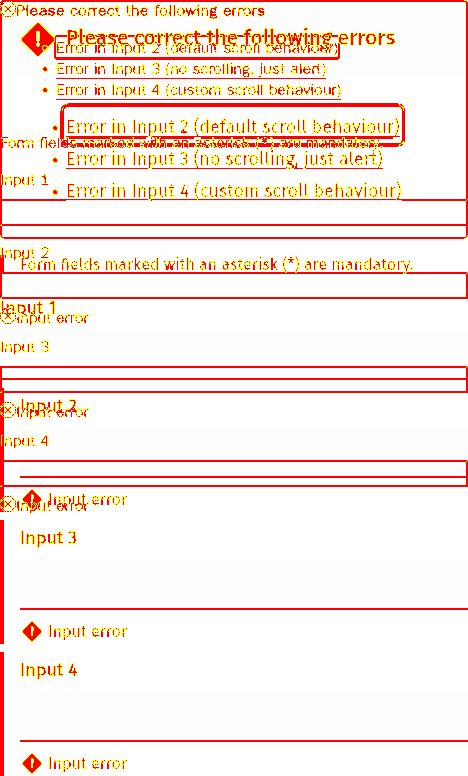 Please correct the following errors
Please correct the following errors
Error in Input 2 (default scroll behaviour)
Error in Input 3 (no scrolling, just alert)
Error in Input 4 (custom scroll behaviour)
Error in Input 2 (default scroll behaviour)
Form fields marked with an asterisk (*) are mandatory.
Error in Input 3 (no scrolling, just alert)
Input 1
Error in Input 4 (custom scroll behaviour)
Input 2
Form fields marked with an asterisk (*) are mandatory.
Input 1
Input error
Input 3
Input 2
Input error
Input 4
Input error
Input error
Input 3
Input error
Input 4
Input error